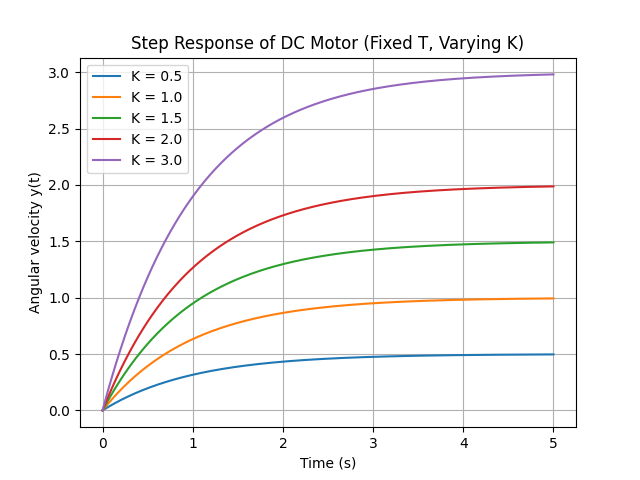 Step Response of DC Motor (Fixed T, Varying K)
3.0
2.5
2.0
1.5
1.0
0.5
0.0
Angular velocity y(t)
K = 0.5
K = 1.0
K = 1.5
K = 2.0
K = 3.0
0 1 2 3 4 5
Time (s)